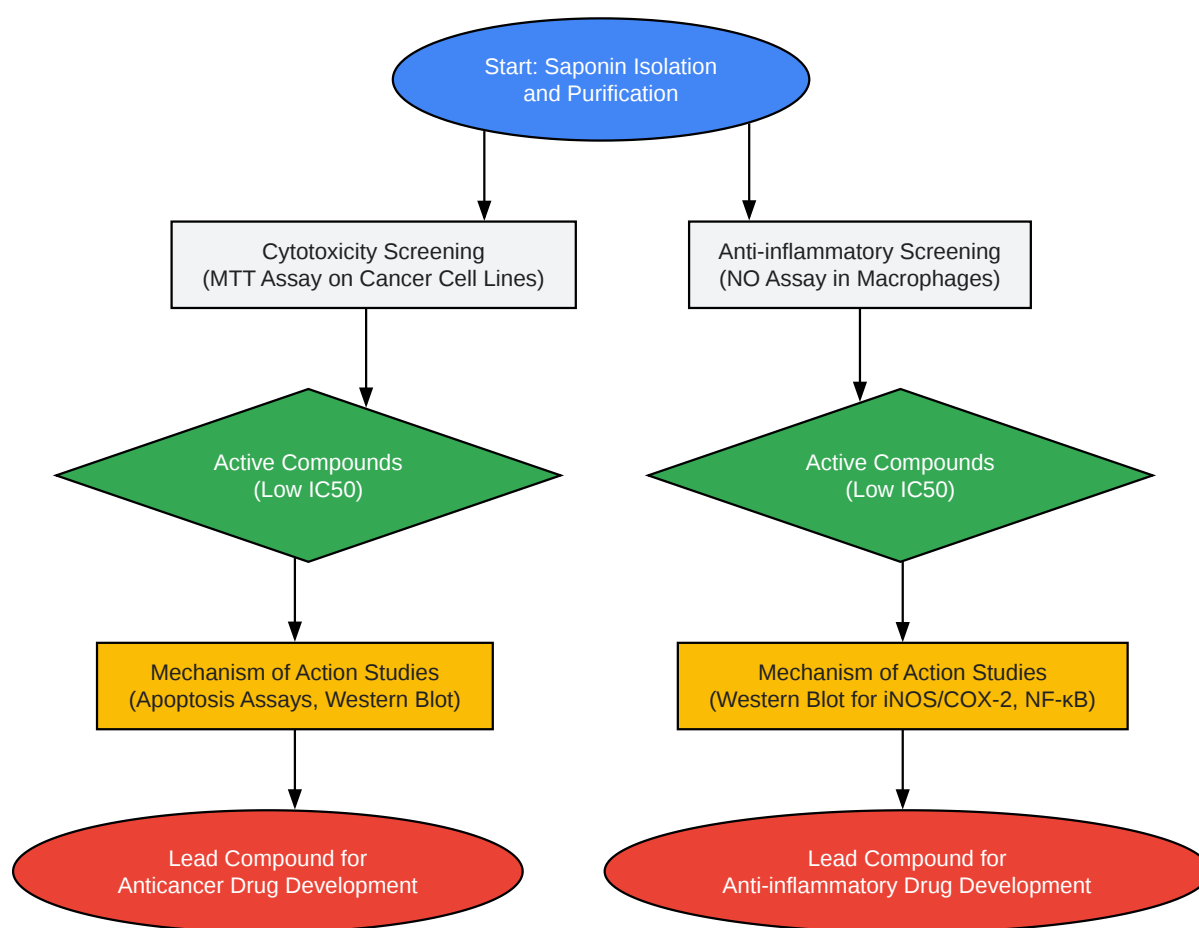 Start: Saponin Isolation
and Purification
Cytotoxicity Screening
(MTT Assay on Cancer Cell Lines)
Anti-inflammatory Screening
(NO Assay in Macrophages)
Active Compounds
(Low IC50)
Active Compounds
(Low IC50)
Mechanism of Action Studies
(Apoptosis Assays, Western Blot)
Mechanism of Action Studies
(Western Blot for iNOS/COX-2, NF-κB)
Lead Compound for
Anticancer Drug Development
Lead Compound for
Anti-inflammatory Drug Development